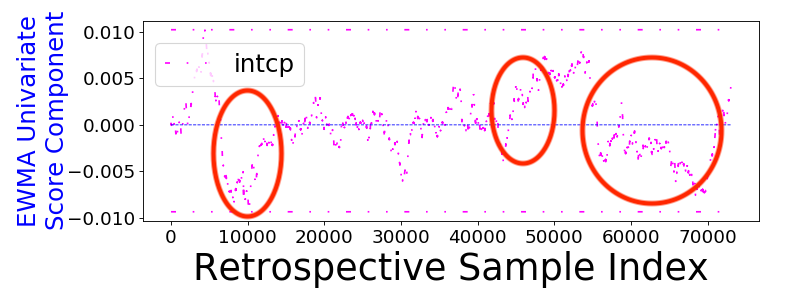 EWMA Univariate
Score Component
0.010
0.005
0.000
−0.005
−0.010
intcp
0 10000 20000 30000 40000 50000 60000 70000
Retrospective Sample Index